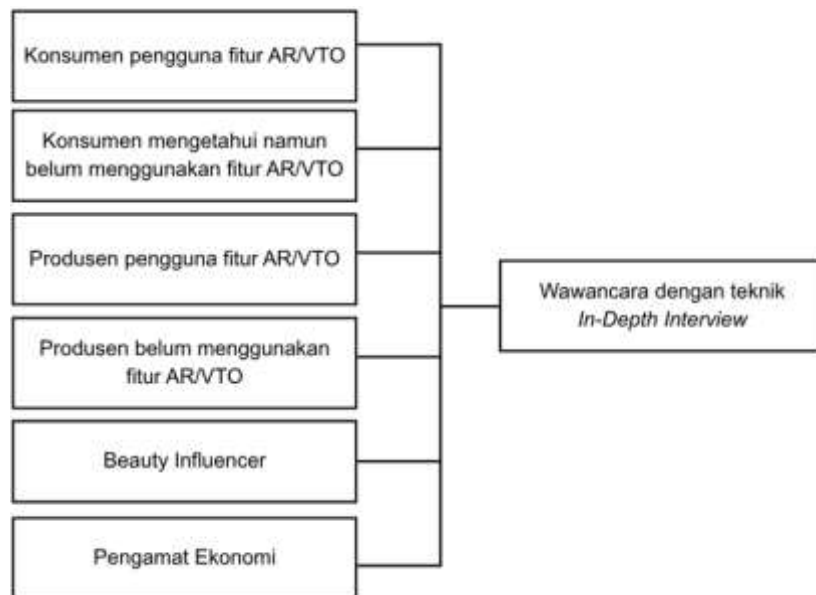 Konsumen pengguna fitur AR/VTO
Konsumen mengetahui namun
belum menggunakan fitur AR/VTO
Produsen pengguna fitur AR/VTO
Produsen belum menggunakan
fitur AR/VTO
Beauty Influencer
Pengamat Ekonomi
Wawancara dengan teknik
In-Depth Interview